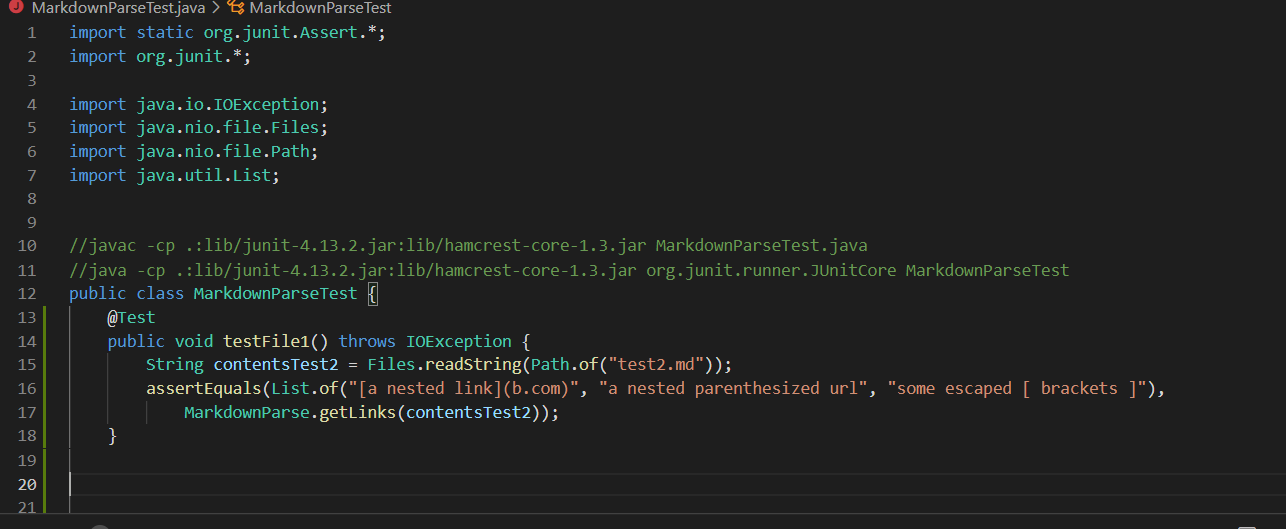 MarkdownParseTest.java > MarkdownParseTest
1 import static org.junit.Assert.*;
2 import org.junit.*;
3
4 import java.io.IOException;
5 import java.nio.file.Files;
6 import java.nio.file.Path;
7 import java.util.List;
8
9
10 //javac -cp .:lib/junit-4.13.2.jar:lib/hamcrest-core-1.3.jar MarkdownParseTest.java
11 //java -cp .:lib/junit-4.13.2.jar:lib/hamcrest-core-1.3.jar org.junit.runner.JUnitCore MarkdownParseTest
12 public class MarkdownParseTest {
13 @Test
14 public void testFile1() throws IOException {
15 String contentsTest2 = Files.readString(Path.of("test2.md"));
16 assertEquals(List.of("[a nested link](b.com)", "a nested parenthesized url", "some escaped [ brackets ]"),
17 MarkdownParse.getLinks(contentsTest2));
18 }
19
20
21